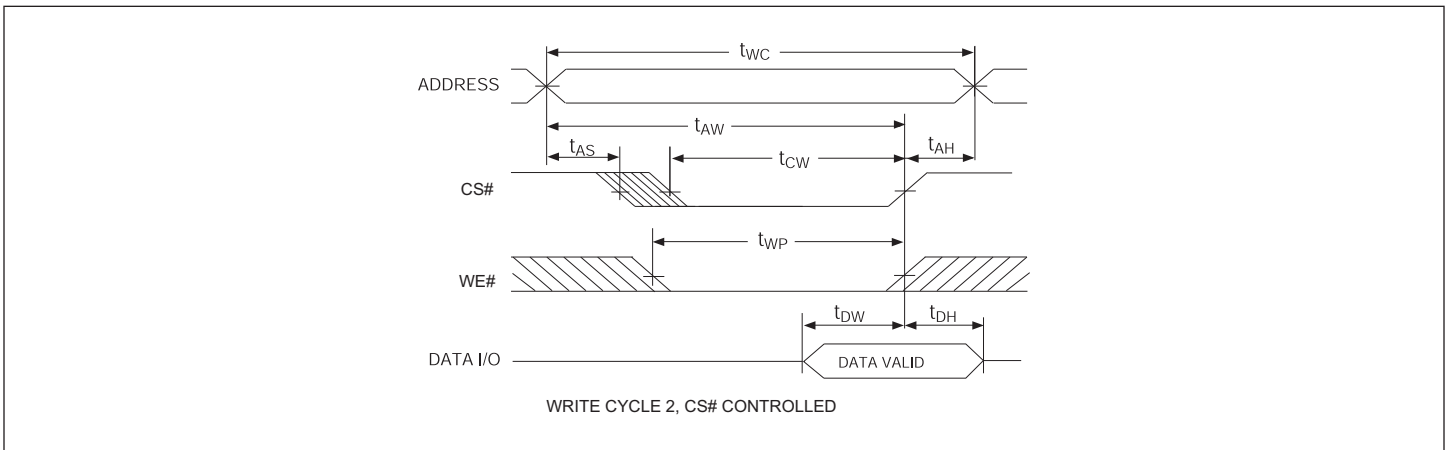 tWC
ADDRESS
tAW
tAS
tCW
tAH
CS#
tWP
WE#
tDW
tDH
DATA I/O
DATA VALID
WRITE CYCLE 2, CS# CONTROLLED